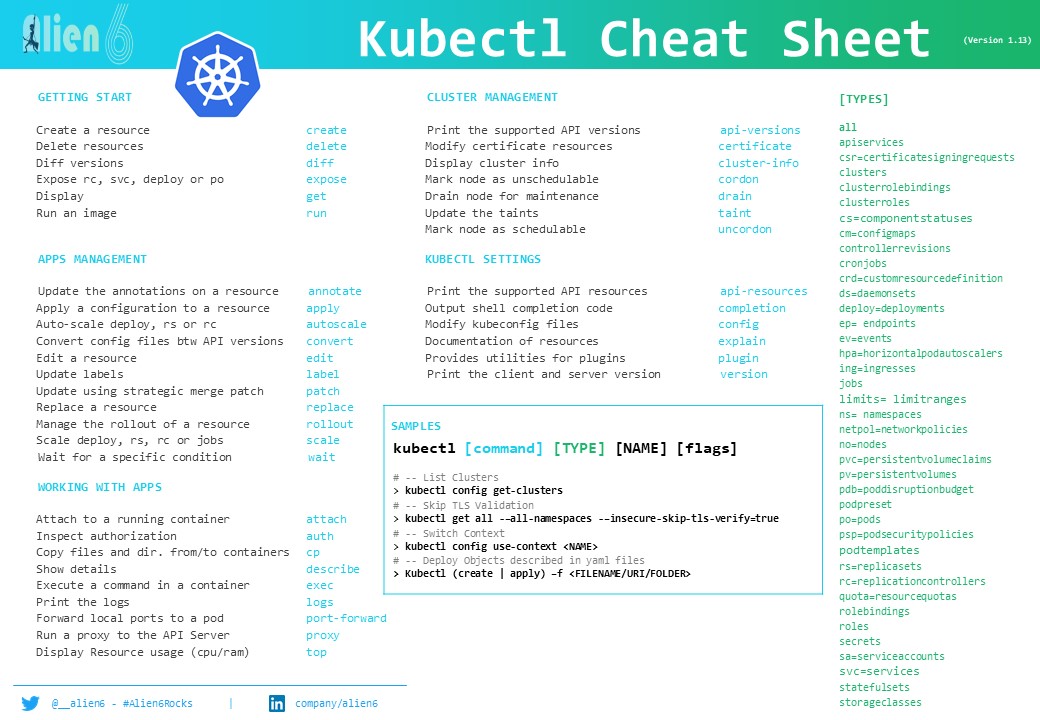 Alien 6
Kubectl Cheat Sheet
(Version 1.13)
GETTING START
Create a resource create
Delete resources delete
Diff versions diff
Expose rc, svc, deploy or po expose
Display get
Run an image run
APPS MANAGEMENT
Update the annotations on a resource annotate
Apply a configuration to a resource apply
Auto-scale deploy, rs or rc autoscale
Convert config files btw API versions convert
Edit a resource edit
Update labels label
Update using strategic merge patch patch
Replace a resource replace
Manage the rollout of a resource rollout
Scale deploy, rs, rc or jobs scale
Wait for a specific condition wait
WORKING WITH APPS
Attach to a running container attach
Inspect authorization auth
Copy files and dir. from/to containers cp
Show details describe
Execute a command in a container exec
Print the logs logs
Forward local ports to a pod port-forward
Run a proxy to the API Server proxy
Display Resource usage (cpu/ram) top
CLUSTER MANAGEMENT
Print the supported API versions api-versions
Modify certificate resources certificate
Display cluster info cluster-info
Mark node as unschedulable cordon
Drain node for maintenance drain
Update the taints taint
Mark node as schedulable uncordon
KUBECTL SETTINGS
Print the supported API resources api-resources
Output shell completion code completion
Modify kubeconfig files config
Documentation of resources explain
Provides utilities for plugins plugin
Print the client and server version version
SAMPLES
kubectl [command] [TYPE] [NAME] [flags]
# -- List Clusters
> kubectl config get-clusters
# -- Skip TLS Validation
> kubectl get all --all-namespaces --insecure-skip-tls-verify=true
# -- Switch Context
> kubectl config use-context <NAME>
# -- Deploy Objects described in yaml files
> Kubectl (create | apply) –f <FILENAME/URI/FOLDER>
[TYPES]
all
apiservices
csr=certificatesigningrequests
clusters
clusterrolebindings
clusterroles
cs=componentstatuses
cm=configmaps
controllerrevisions
cronjobs
crd=customresourcedefinition
ds=daemonsets
deploy=deployments
ep= endpoints
ev=events
hpa=horizontalpodautoscalers
ing=ingresses
jobs
limits= limitranges
ns= namespaces
netpol=networkpolicies
no=nodes
pvc=persistentvolumeclaims
pv=persistentvolumes
pdb=poddisruptionbudget
podpreset
po=pods
psp=podsecuritypolicies
podtemplates
rs=replicasets
rc=replicationcontrollers
quota=resourcequotas
rolebindings
roles
secrets
sa=serviceaccounts
svc=services
statefulsets
storageclasses
@__alien6 - #Alien6Rocks | in company/alien6